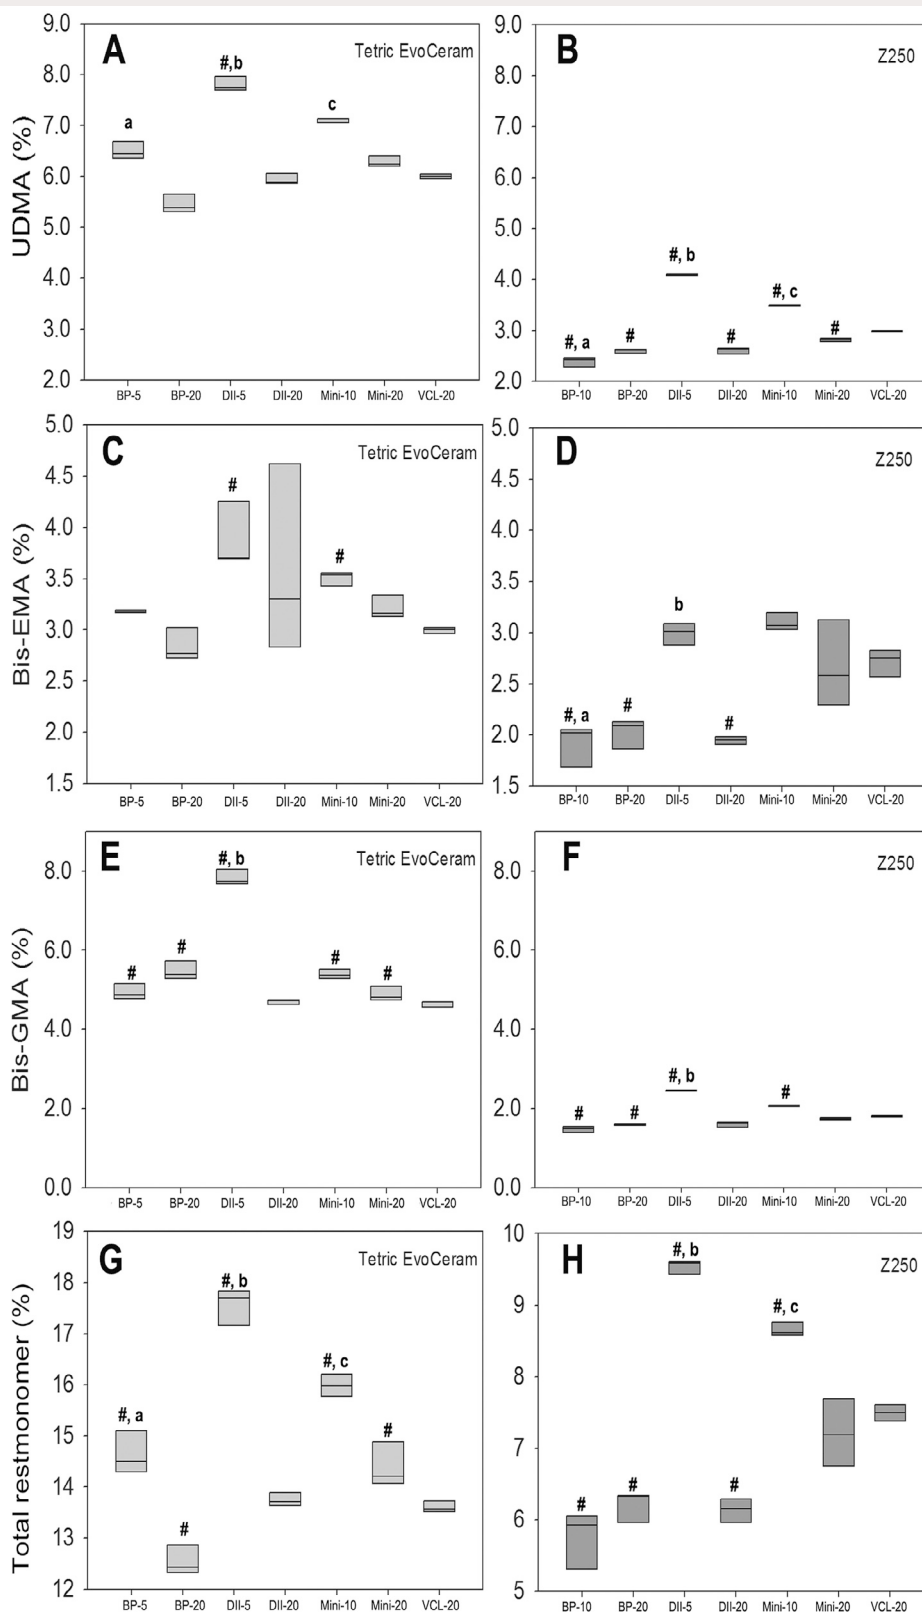 A
Tetric EvoCeram
UDMA (%)
9.0
8.0
7.0
6.0
5.0
4.0
3.0
2.0
a
#,b
c
BP-5 BP-20 DII-5 DII-20 Mini-10 Mini-20 VCL-20
B
Z250
9.0
8.0
7.0
6.0
5.0
4.0
3.0
2.0
#, a
#
#, b
#
#, c
#
BP-10 BP-20 DII-5 DII-20 Mini-10 Mini-20 VCL-20
C
Tetric EvoCeram
Bis-EMA (%)
5.0
4.5
4.0
3.5
3.0
2.5
2.0
1.5
#
#
BP-5 BP-20 DII-5 DII-20 Mini-10 Mini-20 VCL-20
D
Z250
5.0
4.5
4.0
3.5
3.0
2.5
2.0
1.5
#, a
#
b
#
BP-10 BP-20 DII-5 DII-20 Mini-10 Mini-20 VCL-20
E
Tetric EvoCeram
Bis-GMA (%)
8.0
6.0
4.0
2.0
0.0
#
#
#, b
#
#
BP-5 BP-20 DII-5 DII-20 Mini-10 Mini-20 VCL-20
F
Z250
8.0
6.0
4.0
2.0
0.0
#
#
#, b
#
BP-10 BP-20 DII-5 DII-20 Mini-10 Mini-20 VCL-20
G
Tetric EvoCeram
Total restmonomer (%)
19
18
17
16
15
14
13
12
#, a
#
#, b
#, c
#
BP-5 BP-20 DII-5 DII-20 Mini-10 Mini-20 VCL-20
H
Z250
10
9
8
7
6
5
#
#
#, b
#
#, c
BP-10 BP-20 DII-5 DII-20 Mini-10 Mini-20 VCL-20